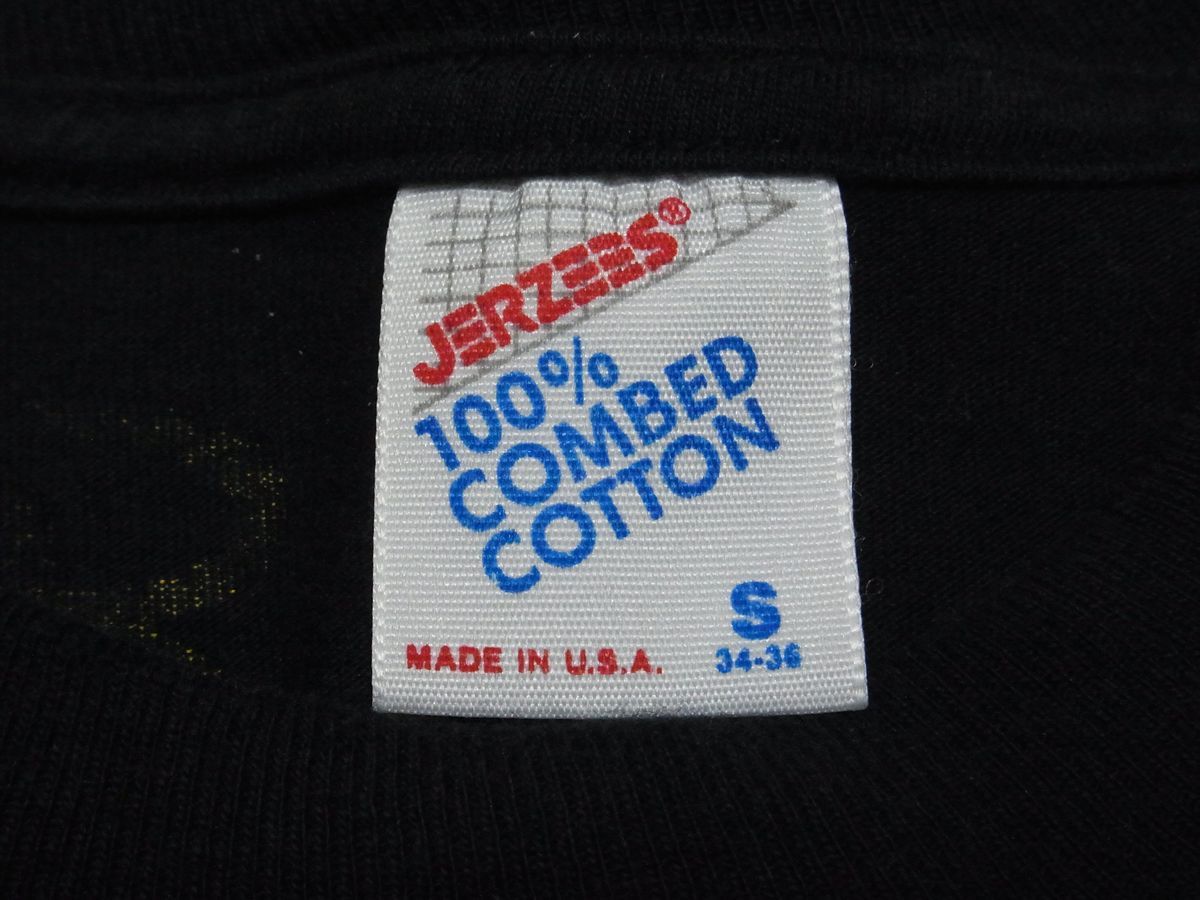 JERZEES®
100%
COMBED
COTTON
S
MADE IN U.S.A.
34-36